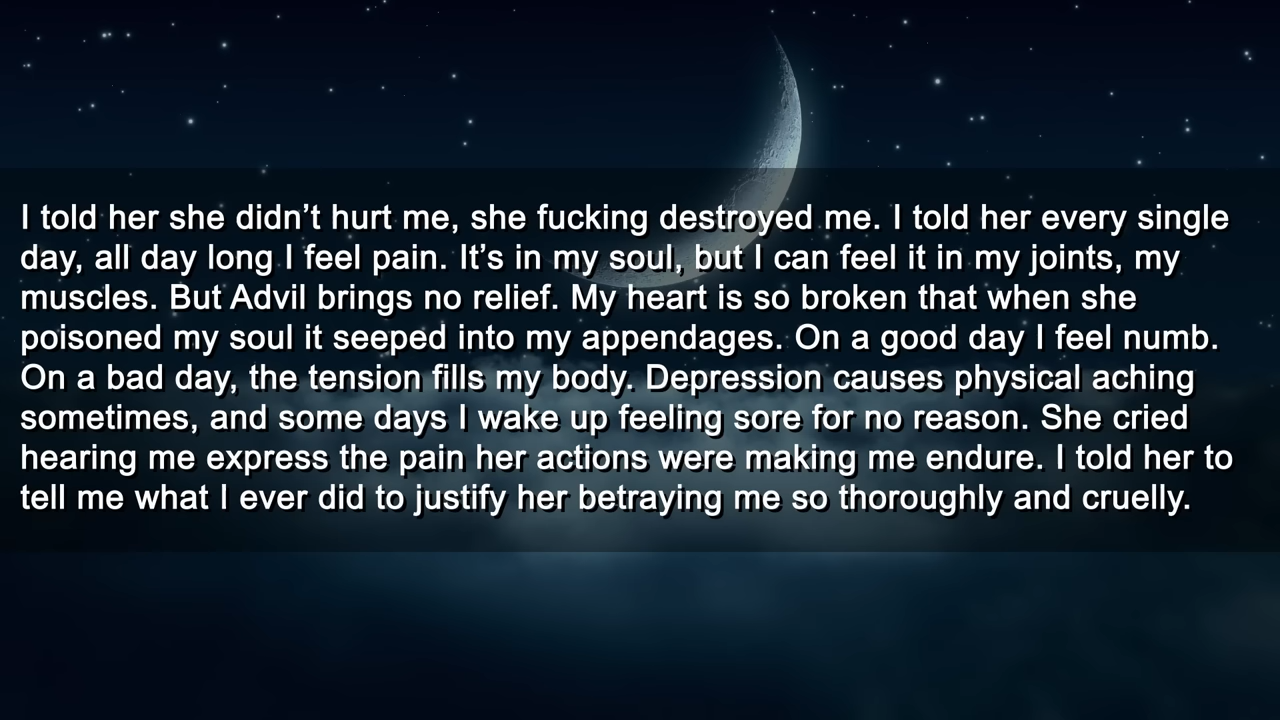 I told her she didn’t hurt me, she fucking destroyed me. I told her every single
day, all day long I feel pain. It’s in my soul, but I can feel it in my joints, my
muscles. But Advil brings no relief. My heart is so broken that when she
poisoned my soul it seeped into my appendages. On a good day I feel numb.
On a bad day, the tension fills my body. Depression causes physical aching
sometimes, and some days I wake up feeling sore for no reason. She cried
hearing me express the pain her actions were making me endure. I told her to
tell me what I ever did to justify her betraying me so thoroughly and cruelly.